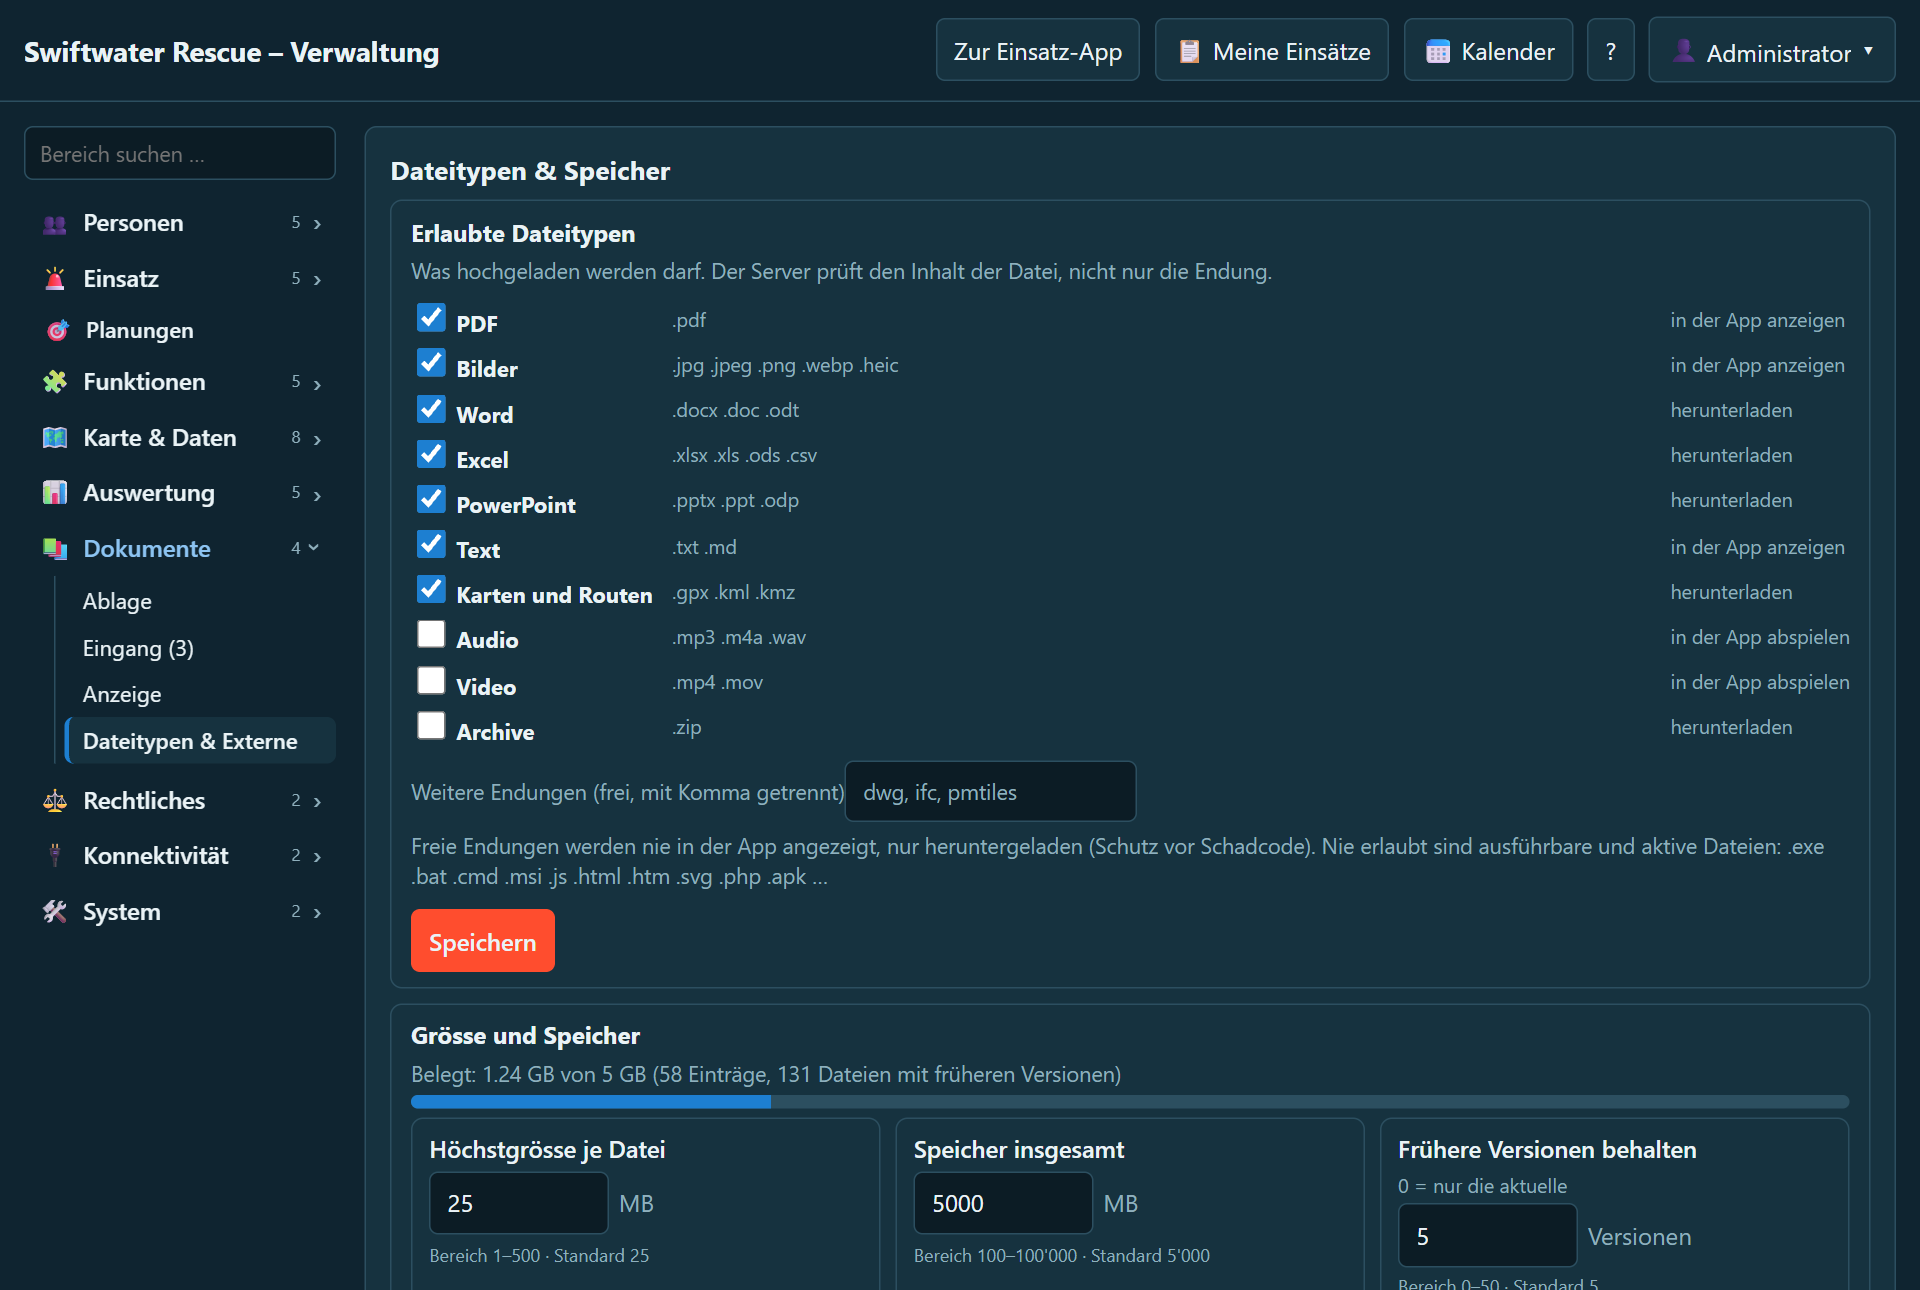 Swiftwater Rescue – Verwaltung
Zur Einsatz-App
Meine Einsätze
Kalender
?
Administrator
Bereich suchen ...
Personen 5
Einsatz 5
Planungen
Funktionen 5
Karte & Daten 8
Auswertung 5
Dokumente 4
Ablage
Eingang (3)
Anzeige
Dateitypen & Externe
Rechtliches 2
Konnektivität 2
System 2
Dateitypen & Speicher
Erlaubte Dateitypen
Was hochgeladen werden darf. Der Server prüft den Inhalt der Datei, nicht nur die Endung.
PDF .pdf in der App anzeigen
Bilder .jpg .jpeg .png .webp .heic in der App anzeigen
Word .docx .doc .odt herunterladen
Excel .xlsx .xls .ods .csv herunterladen
PowerPoint .pptx .ppt .odp herunterladen
Text .txt .md in der App anzeigen
Karten und Routen .gpx .kml .kmz herunterladen
Audio .mp3 .m4a .wav in der App abspielen
Video .mp4 .mov in der App abspielen
Archive .zip herunterladen
Weitere Endungen (frei, mit Komma getrennt) dwg, ifc, pmtiles
Freie Endungen werden nie in der App angezeigt, nur heruntergeladen (Schutz vor Schadcode). Nie erlaubt sind ausführbare und aktive Dateien: .exe
.bat .cmd .msi .js .html .htm .svg .php .apk ...
Speichern
Grösse und Speicher
Belegt: 1.24 GB von 5 GB (58 Einträge, 131 Dateien mit früheren Versionen)
Höchstgrösse je Datei
25 MB
Bereich 1–500 · Standard 25
Speicher insgesamt
5000 MB
Bereich 100–100'000 · Standard 5'000
Frühere Versionen behalten
0 = nur die aktuelle
5 Versionen
Bereich 0–50 · Standard 5